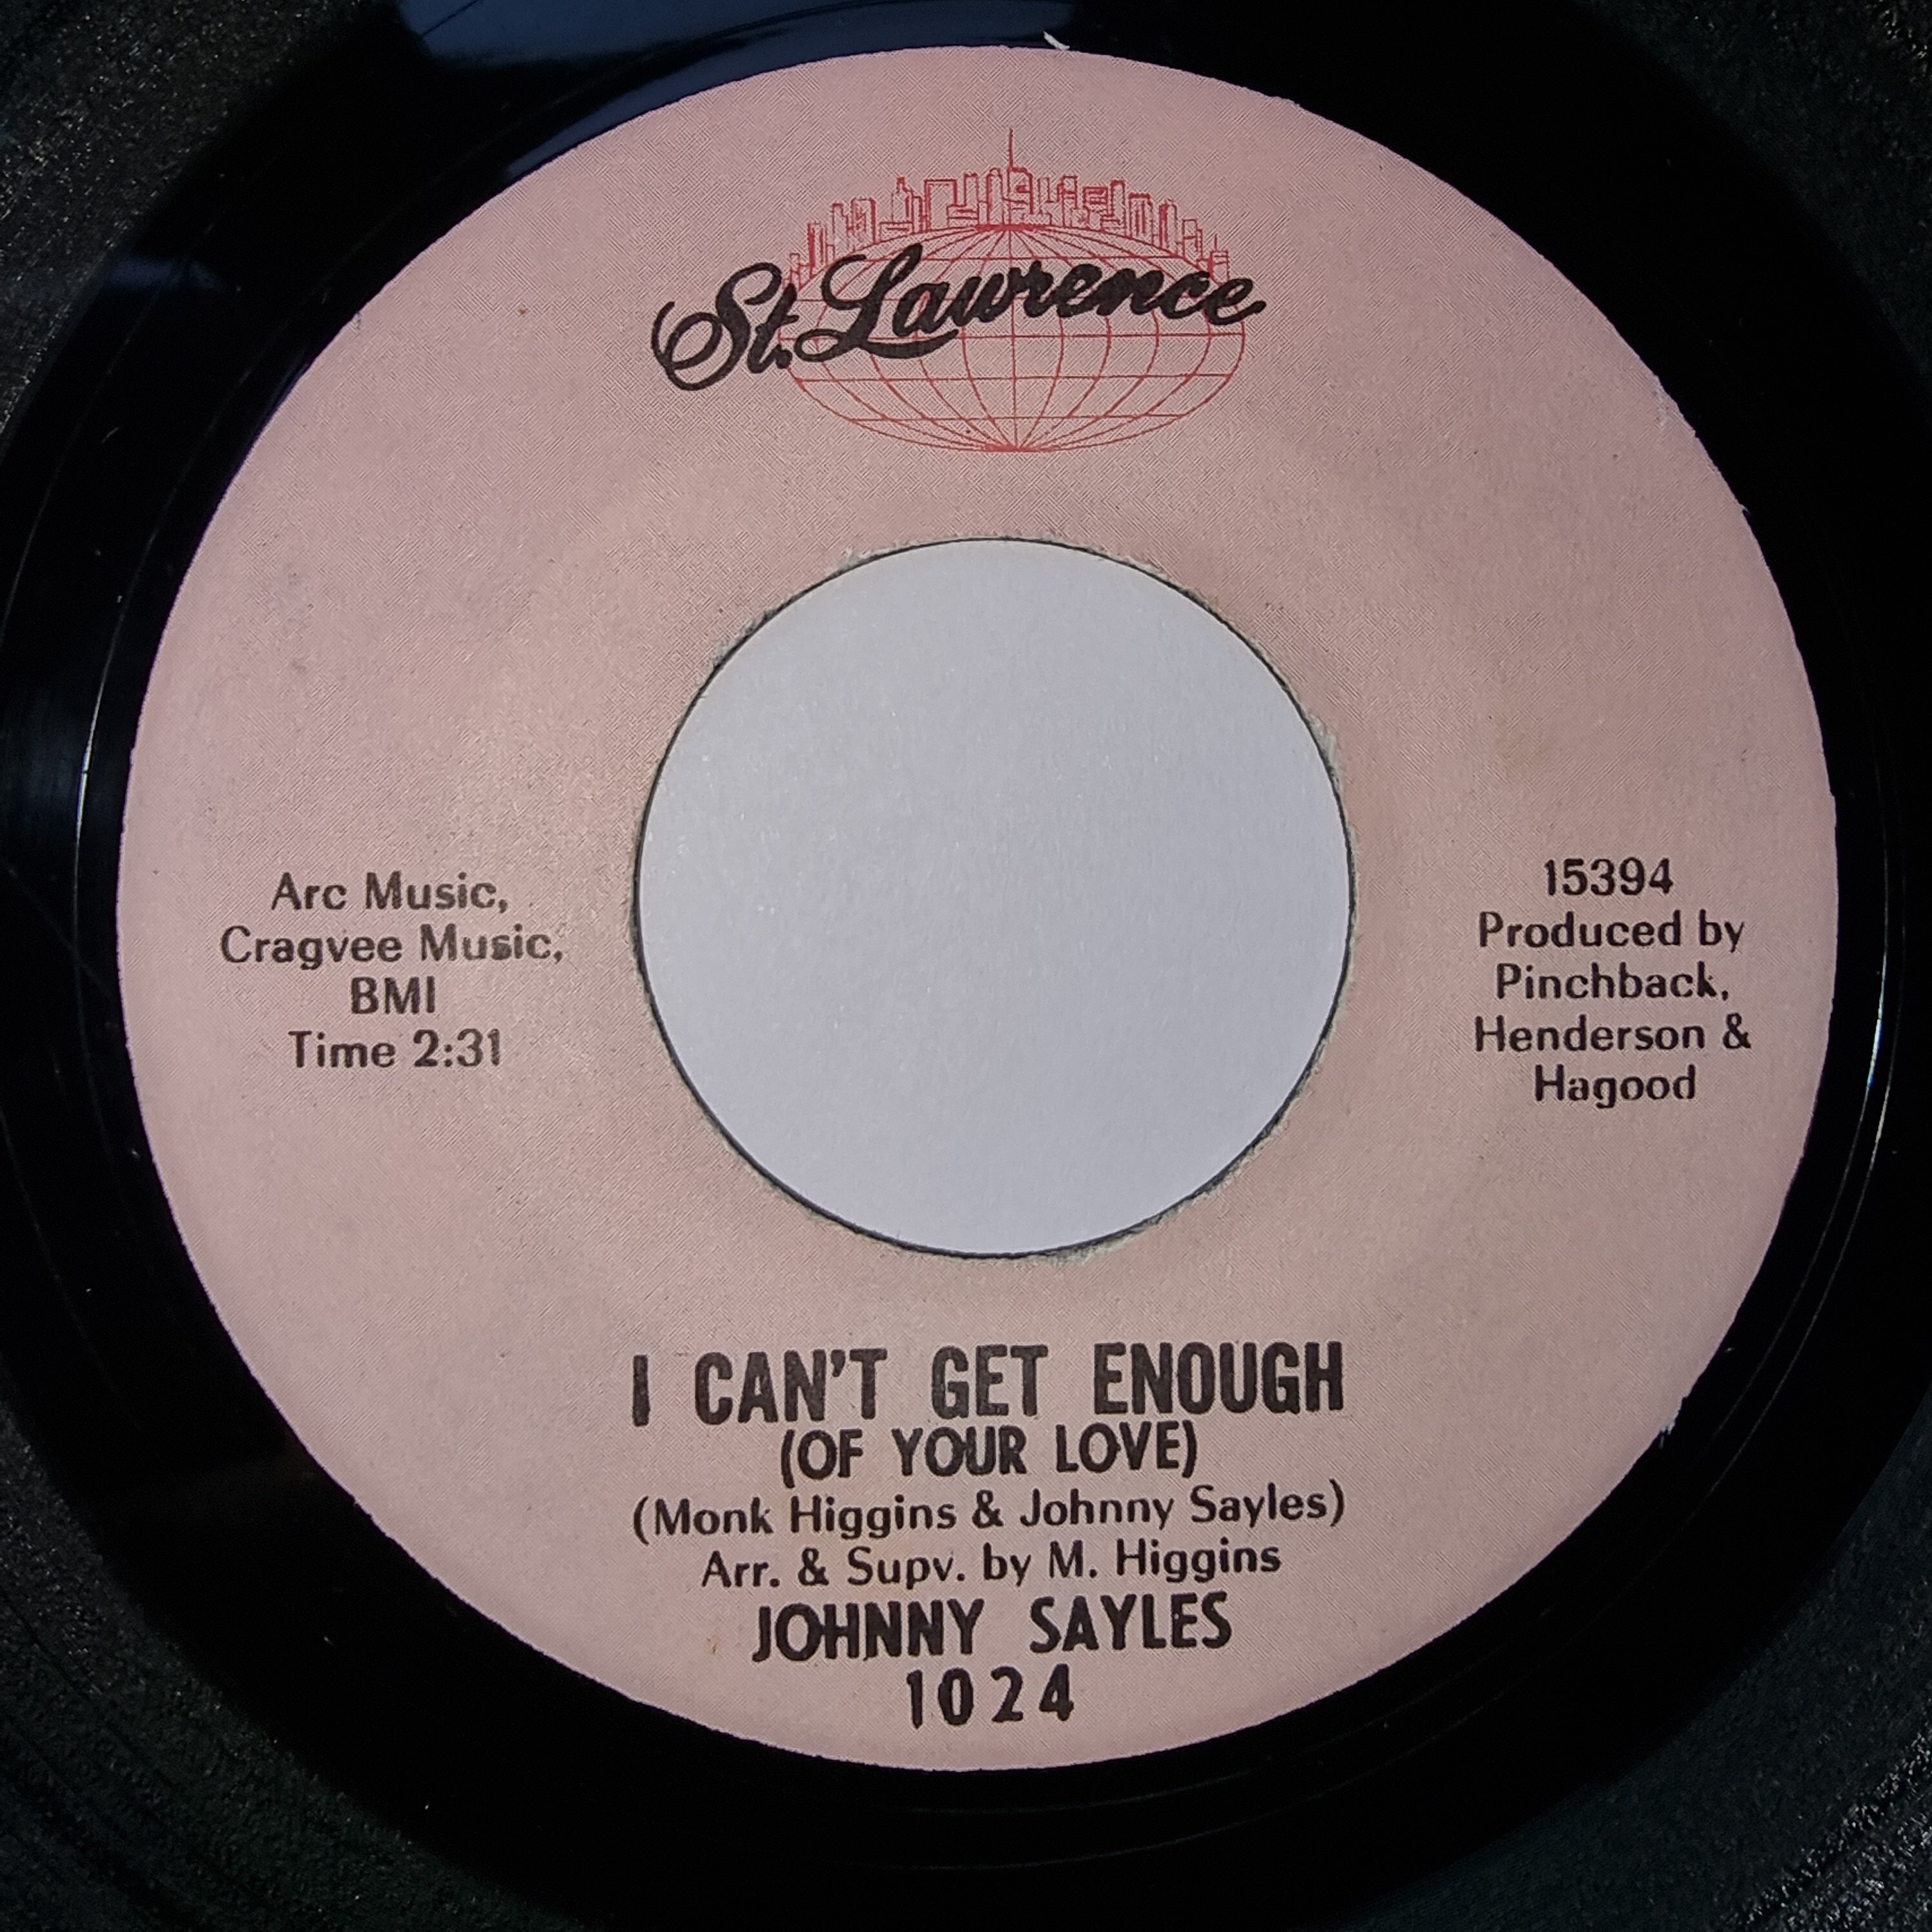 St. Lawrence
Arc Music,
Cragvee Music,
BMI
Time 2:31
15394
Produced by
Pinchback,
Henderson &
Hagood
I CAN'T GET ENOUGH
(OF YOUR LOVE)
(Monk Higgins & Johnny Sayles)
Arr. & Supv. by M. Higgins
JOHNNY SAYLES
1024